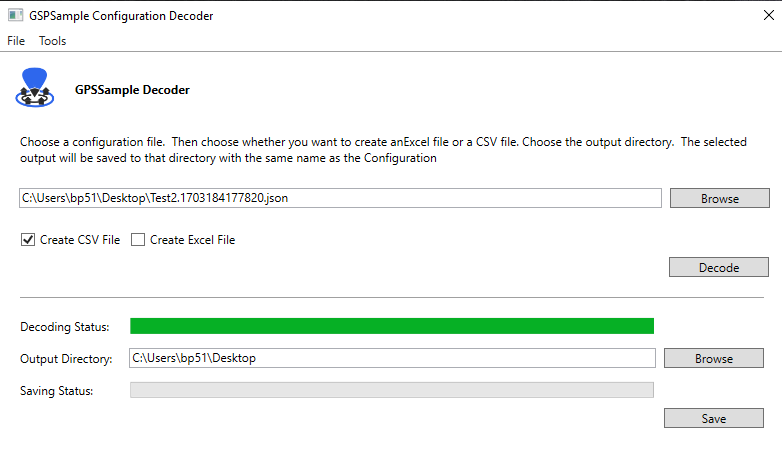 GSPSample Configuration Decoder
File Tools
GPSSample Decoder
Choose a configuration file. Then choose whether you want to create anExcel file or a CSV file. Choose the output directory. The selected
output will be saved to that directory with the same name as the Configuration
C:\Users\bp51\Desktop\Test2.1703184177820.json Browse
Create CSV File Create Excel File
Decode
Decoding Status:
Output Directory: C:\Users\bp51\Desktop Browse
Saving Status:
Save